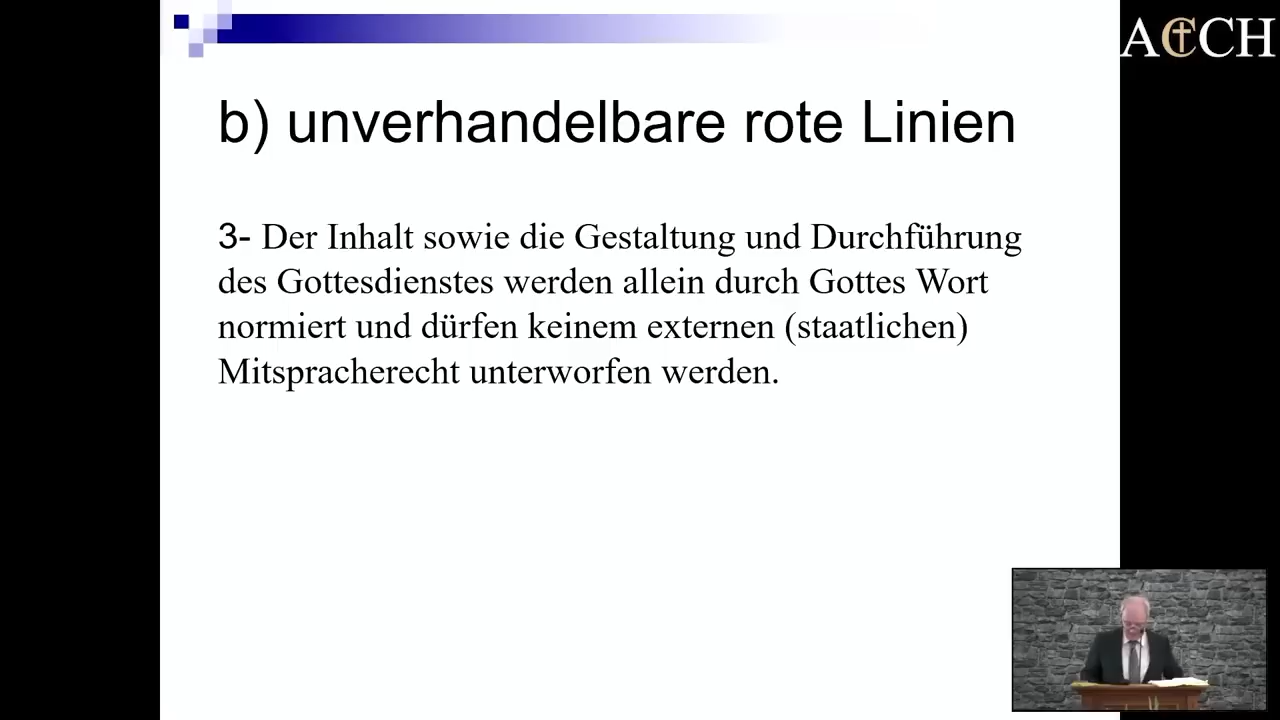 ACCH
b) unverhandelbare rote Linien
3- Der Inhalt sowie die Gestaltung und Durchführung
des Gottesdienstes werden allein durch Gottes Wort
normiert und dürfen keinem externen (staatlichen)
Mitspracherecht unterworfen werden.